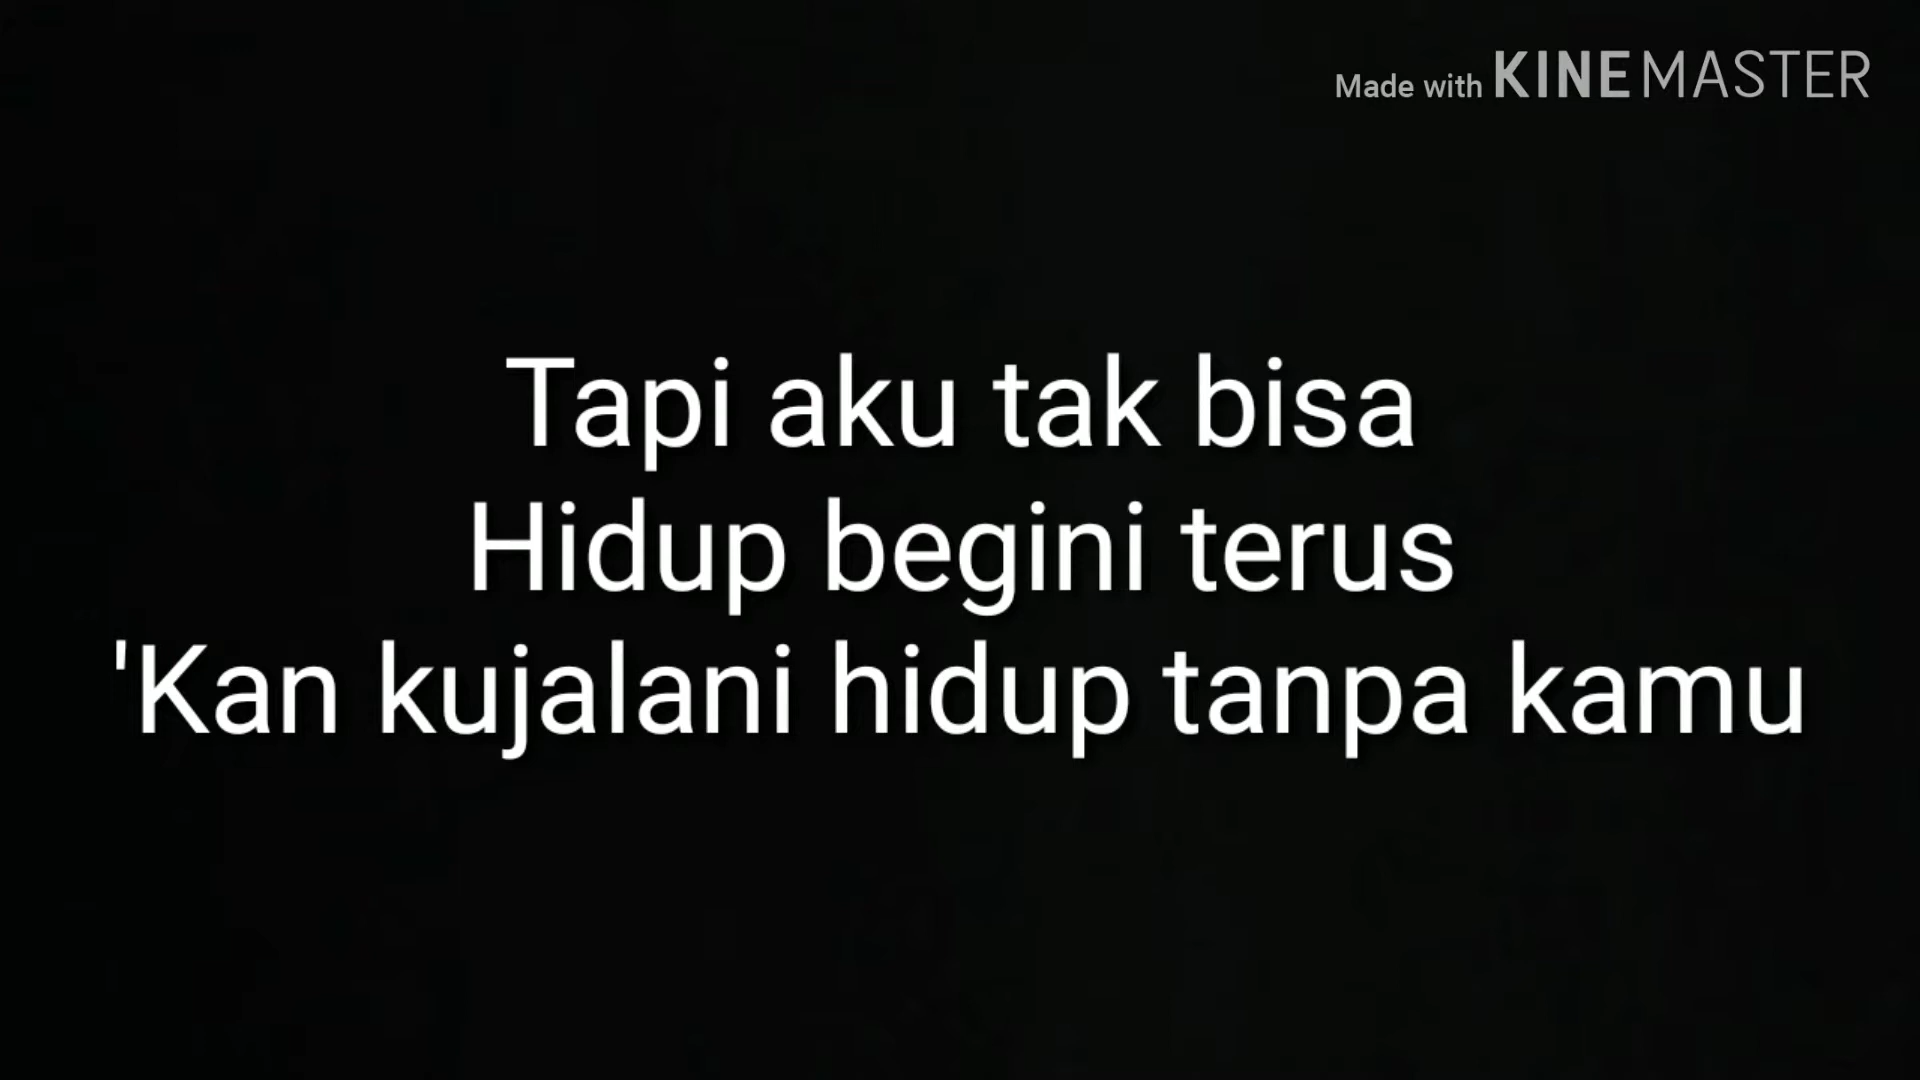 Made with KINEMASTER
Tapi aku tak bisa
Hidup begini terus
'Kan kujalani hidup tanpa kamu